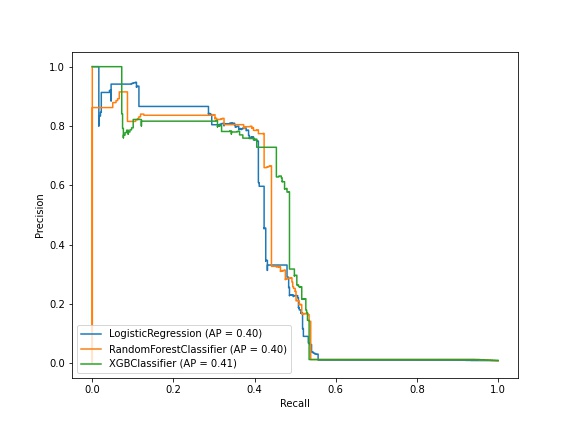 1.0
0.8
0.6
0.4
0.2
0.0
Precision
LogisticRegression (AP = 0.40)
RandomForestClassifier (AP = 0.40)
XGBClassifier (AP = 0.41)
0.0 0.2 0.4 0.6 0.8 1.0
Recall